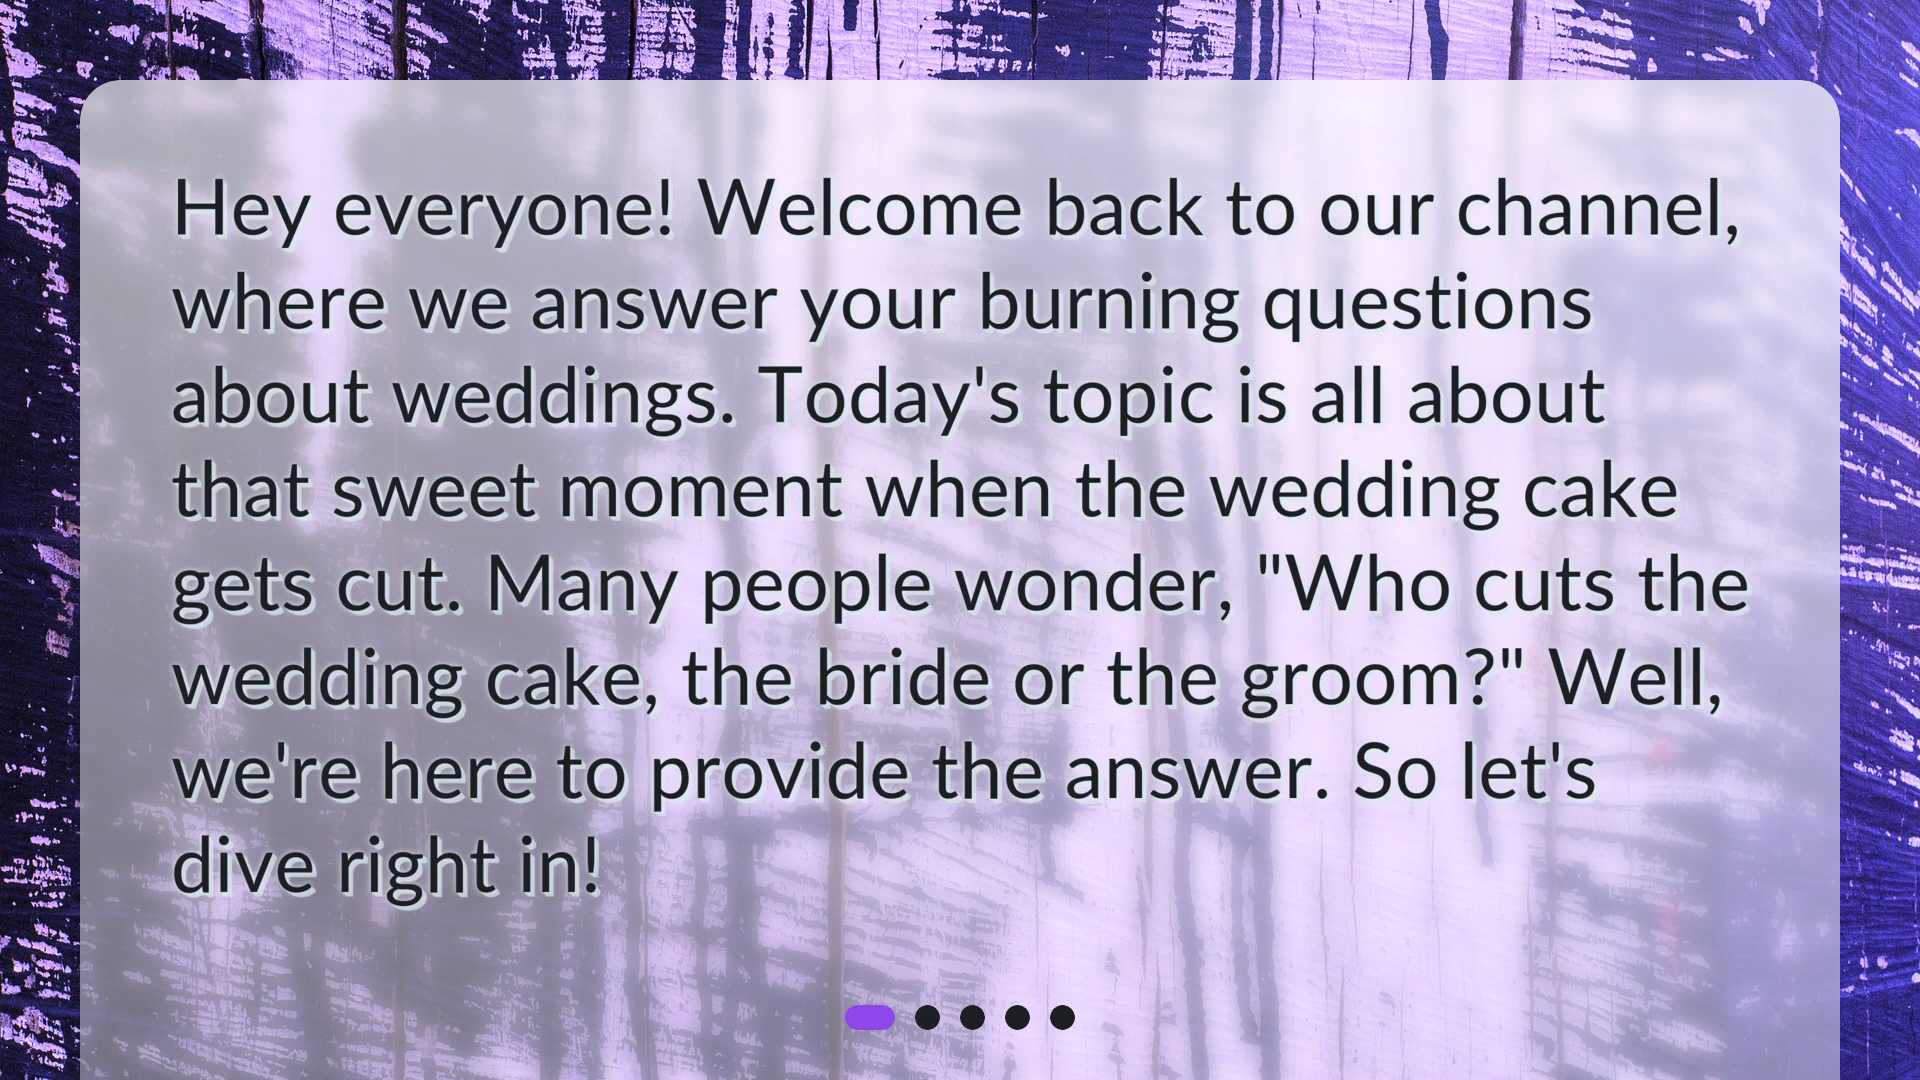 Hey everyone! Welcome back to our channel,
where we answer your burning questions
about weddings. Today's topic is all about
that sweet moment when the wedding cake
gets cut. Many people wonder, "Who cuts the
wedding cake, the bride or the groom?" Well,
we're here to provide the answer. So let's
dive right in!